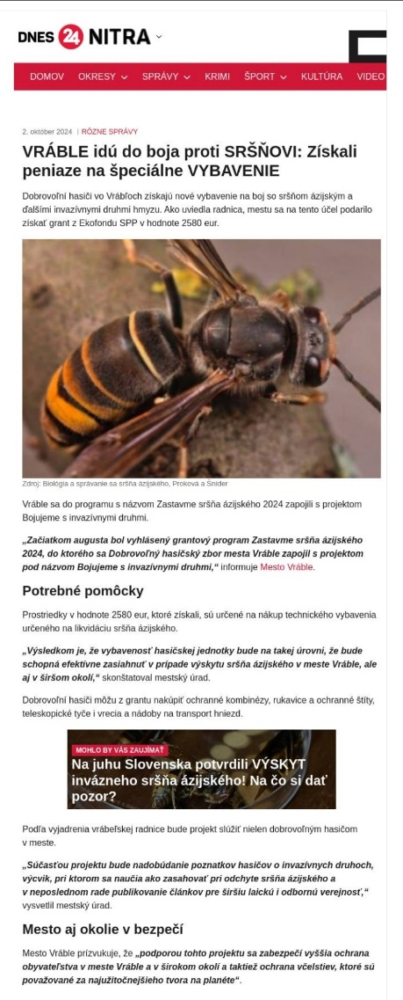 DNES 24 NITRA
DOMOV OKRESY SPRÁVY KRIMI ŠPORT KULTÚRA VIDEO
2. október 2024 | RÔZNE SPRÁVY
VRÁBLE idú do boja proti SRŠŇOVI: Získali
peniaze na špeciálne VYBAVENIE
Dobrovoľní hasiči vo Vrábľoch získajú nové vybavenie na boj so sršňom ázijským a
ďalšími invazívnymi druhmi hmyzu. Ako uviedla radnica, mestu sa na tento účel podarilo
získať grant z Ekofondu SPP v hodnote 2580 eur.
Zdroj: Biológia a správanie sa sršňa ázijského, Proková a Šnider
Vráble sa do programu s názvom Zastavme sršňa ázijského 2024 zapojili s projektom
Bojujeme s invazívnymi druhmi.
„Začiatkom augusta bol vyhlásený grantový program Zastavme sršňa ázijského
2024, do ktorého sa Dobrovoľný hasičský zbor mesta Vráble zapojil s projektom
pod názvom Bojujeme s invazívnymi druhmi,“ informuje Mesto Vráble.
Potrebné pomôcky
Prostriedky v hodnote 2580 eur, ktoré získali, sú určené na nákup technického vybavenia
určeného na likvidáciu sršňa ázijského.
„Výsledkom je, že vybavenosť hasičskej jednotky bude na takej úrovni, že bude
schopná efektívne zasiahnuť v prípade výskytu sršňa ázijského v meste Vráble, ale
aj v širšom okolí,“ skonštatoval mestský úrad.
Dobrovoľní hasiči môžu z grantu nakúpiť ochranné kombinézy, rukavice a ochranné štíty,
teleskopické tyče i vrecia a nádoby na transport hniezd.
MOHLO BY VÁS ZAUJÍMAŤ
Na juhu Slovenska potvrdili VÝSKYT
invázneho sršňa ázijského! Na čo si dať
pozor?
Podľa vyjadrenia vrábeľskej radnice bude projekt slúžiť nielen dobrovoľným hasičom
v meste.
„Súčasťou projektu bude nadobúdanie poznatkov hasičov o invazívnych druhoch,
výcvik, pri ktorom sa naučia ako zasahovať pri odchyte sršňa ázijského a
v neposlednom rade publikovanie článkov pre širšiu laickú i odbornú verejnosť,“
vysvetlil mestský úrad.
Mesto aj okolie v bezpečí
Mesto Vráble prízvukuje, že „podporou tohto projektu sa zabezpečí vyššia ochrana
obyvateľstva v meste Vráble a v širokom okolí a taktiež ochrana včelstiev, ktoré sú
považované za najužitočnejšieho tvora na planéte“.